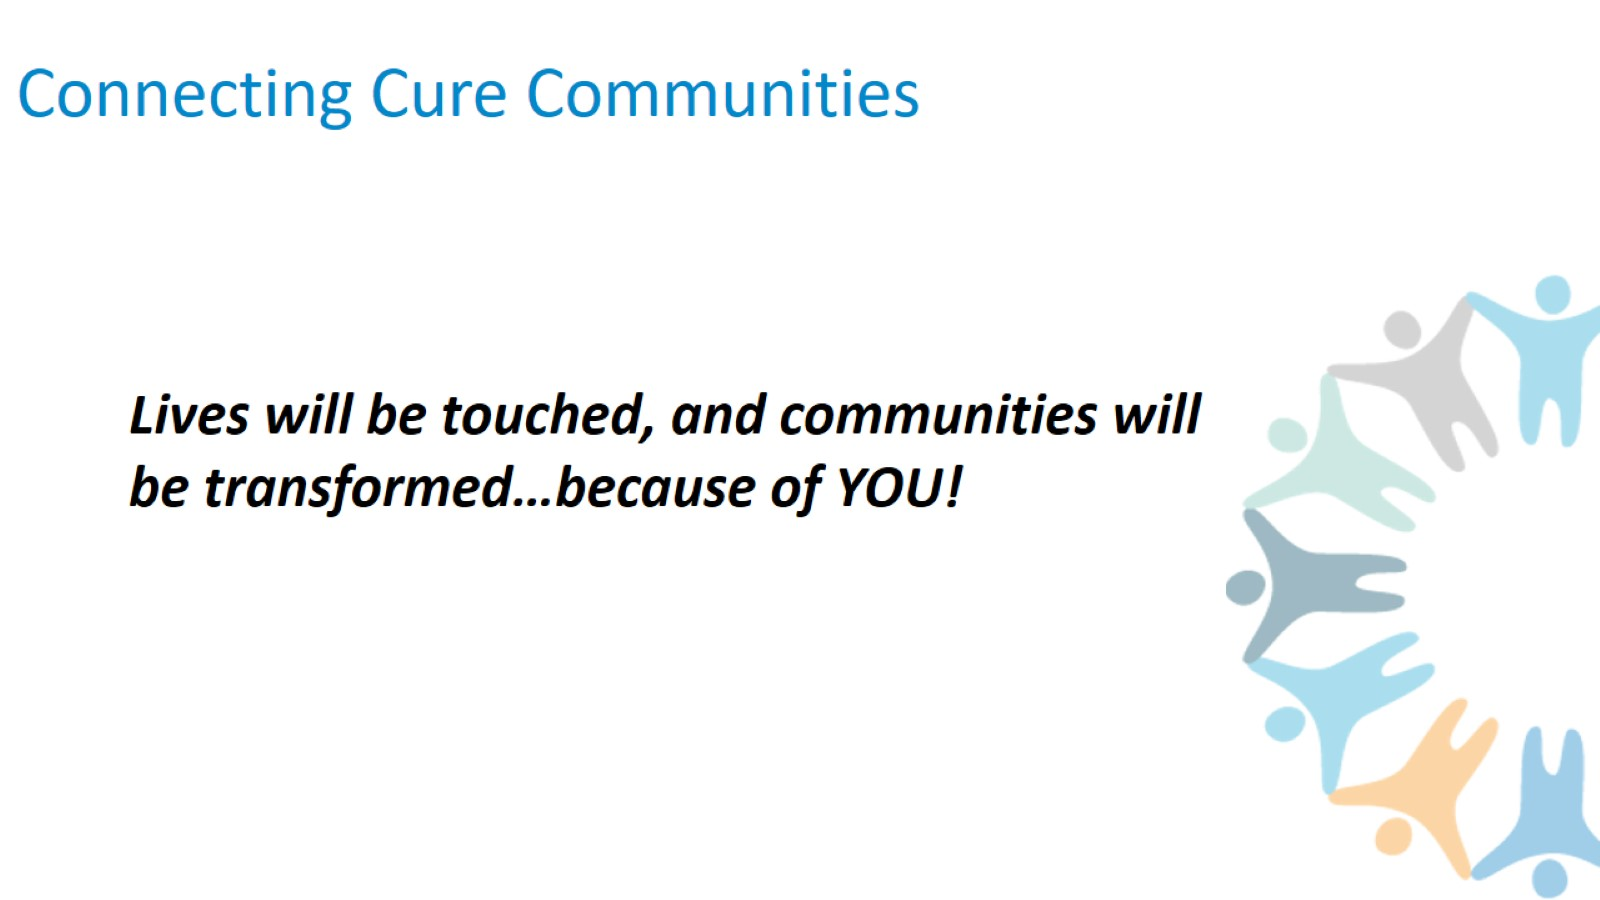 Connecting Cure Communities
Lives will be touched, and communities will
be transformed…because of YOU!